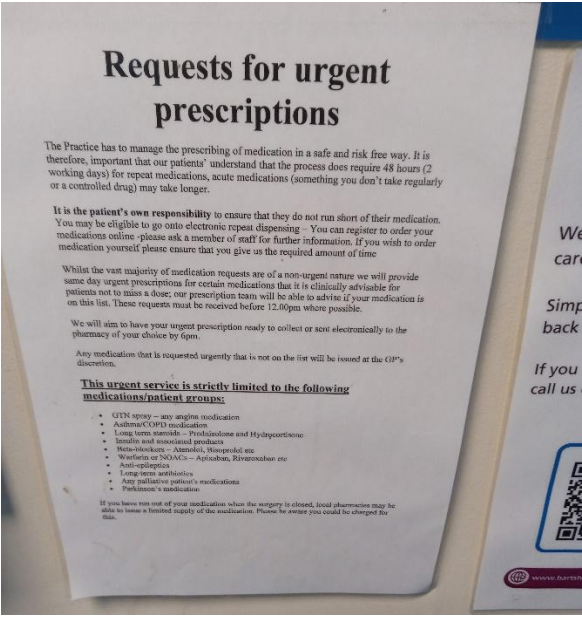 Requests for urgent
prescriptions
The Practice has to manage the prescribing of medication in a safe and risk free way. It is
therefore, important that our patients' understand that the process does require 48 hours (2
working days) for repeat medications, acute medications (something you don't take regularly
or a controlled drug) may take longer.
It is the patient's own responsibility to ensure that they do not run short of their medication.
You may be eligible to go onto electronic repeat dispensing – You can register to order your
medications online -please ask a member of staff for further information. If you wish to order
medication yourself please ensure that you give us the required amount of time
Whilst the vast majority of medication requests are of a non-urgent nature we will provide
same day urgent prescriptions for certain medications that it is clinically advisable for
patients not to miss a dose; our prescription team will be able to advise if your medication is
on this list. These requests must be received before 12.00pm where possible.
We will aim to have your urgent prescription ready to collect or sent electronically to the
pharmacy of your choice by 6pm.
Any medication that is requested urgently that is not on the list will be issued at the GP's
discretion.
This urgent service is strictly limited to the following
medications/patient groups:
• GTN spray – any angina medication
• Asthma/COPD medication
• Long term steroids – Prednisolone and Hydrocortisone
• Insulin and associated products
• Beta-blockers – Atenolol, Bisoprolol etc
• Warfarin or NOACs – Apixaban, Rivaroxaban etc
• Anti-epileptics
• Long-term antibiotics
• Any palliative patient's medications
• Parkinson's medication
If you have run out of your medication when the surgery is closed, local pharmacies may be
able to issue a limited supply of the medication. Please be aware you could be charged for
this.
We
Simp
back
If you
call us